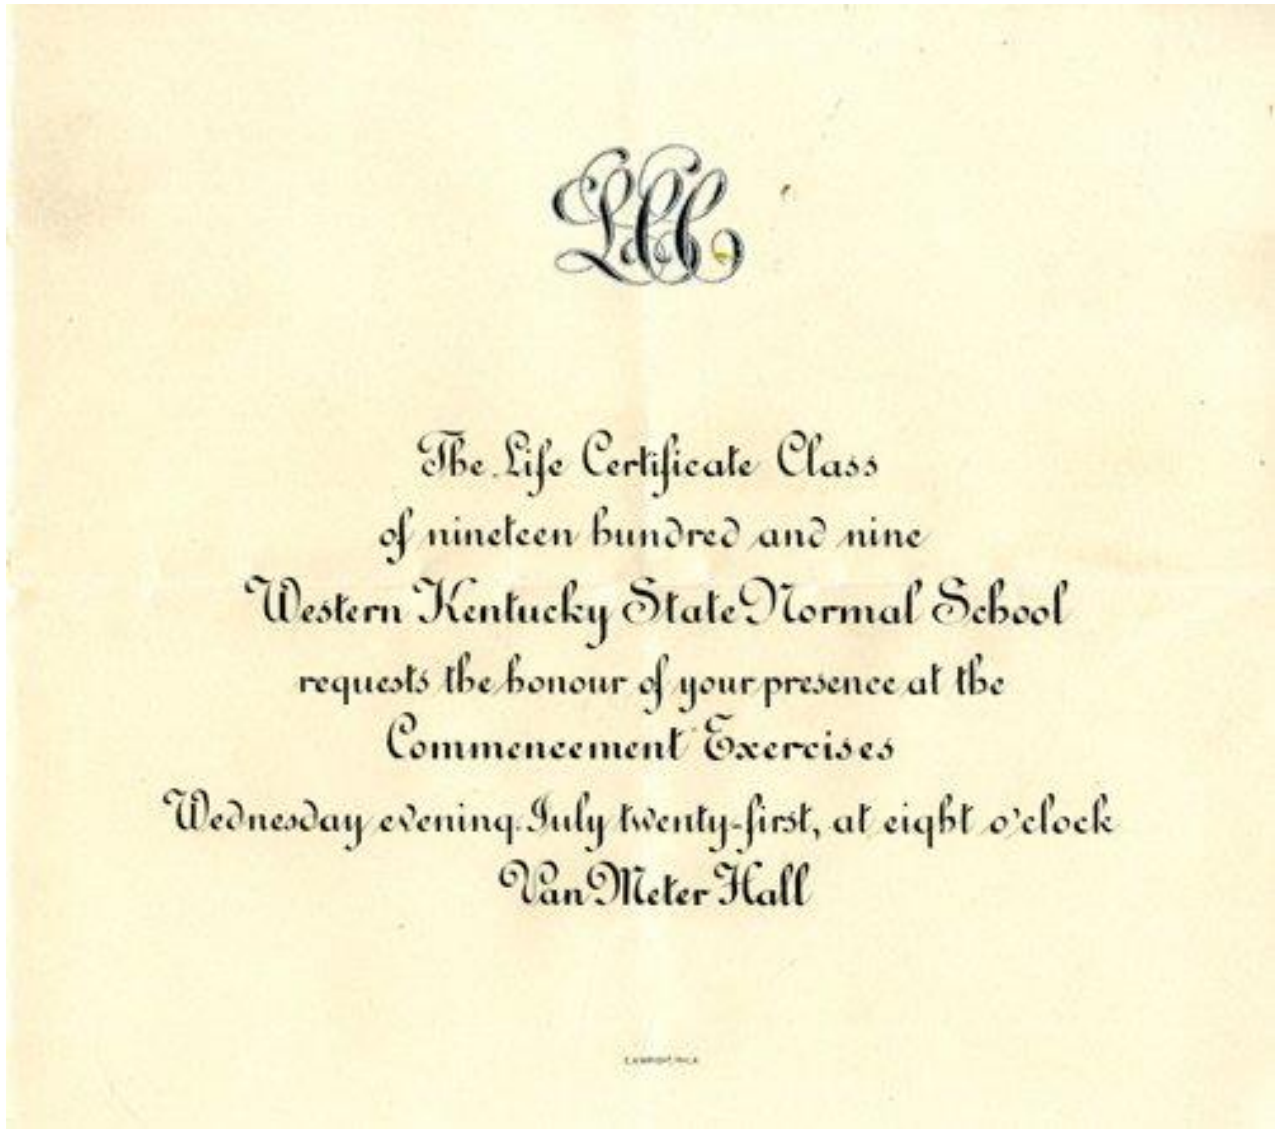 LCC
The Life Certificate Class
of nineteen hundred and nine
Western Kentucky State Normal School
requests the honour of your presence at the
Commencement Exercises
Wednesday evening July twenty-first, at eight o'clock
Van Meter Hall